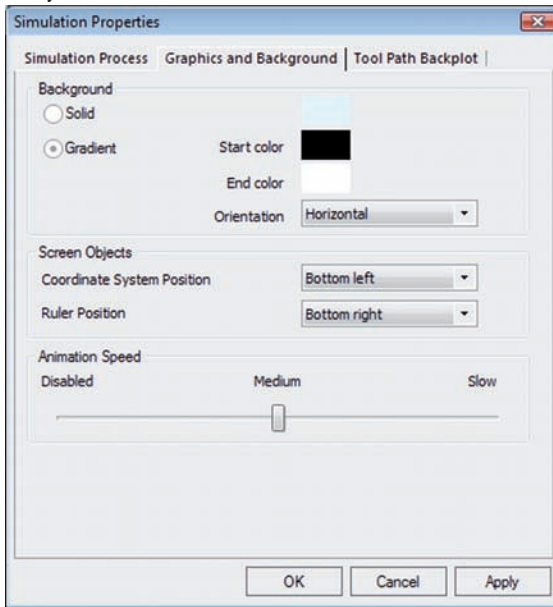 Simulation Properties
Simulation Process Graphics and Background Tool Path Backplot
Background
Solid
Gradient Start color
End color
Orientation Horizontal
Screen Objects
Coordinate System Position Bottom left
Ruler Position Bottom right
Animation Speed
Disabled Medium Slow
OK Cancel Apply